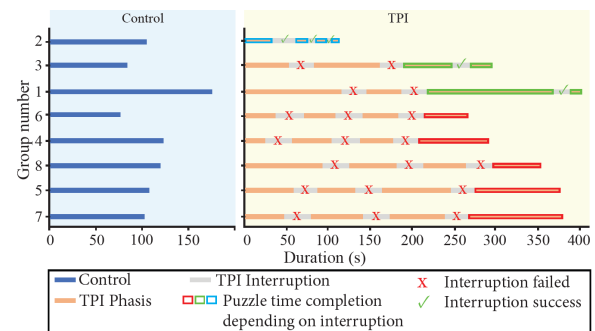 Control TPI
Group number
2
3
1
6
4
8
5
7
0 50 100 150 0 50 100 150 200 250 300 350 400
Duration (s)
Control TPI Interruption X Interruption failed
TPI Phasis Puzzle time completion ✓ Interruption success
depending on interruption